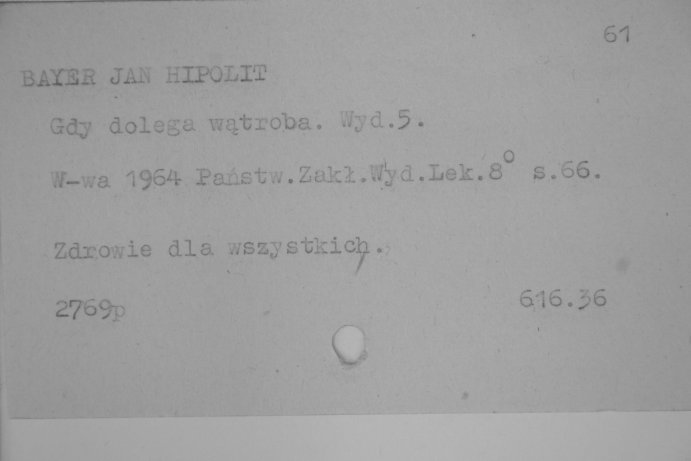 61
BAYER JAN HIPOLIT
Gdy dolega wątroba. Wyd.5.
W-wa 1964 Państw.Zakł.Wyd.Lek.8° s.66.
Zdrowie dla wszystkich.
2769p
616.36